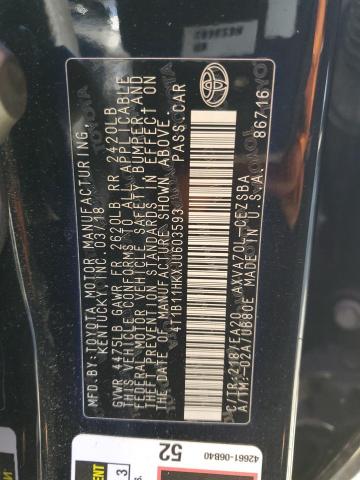 MFD.BY:TOYOTA MOTOR MANUFACTURING,
KENTUCKY,INC. 03/18
GVWR 4475LB GAWR FR 2620LB RR 2420LB
THIS VEHICLE CONFORMS TO ALL APPLICABLE
FEDERAL MOTOR VEHICLE SAFETY, BUMPER AND
THEFT PREVENTION STANDARDS IN EFFECT ON
THE DATE OF MANUFACTURE SHOWN ABOVE.
4T1B11HKXJU603593 PASS.CAR
C/TR:218/EA20 AXVA70L-CEZSBA
A/TM:-02A/UB80E MADE IN U.S.A.
86716
TOYOTA
42661-06B40
52